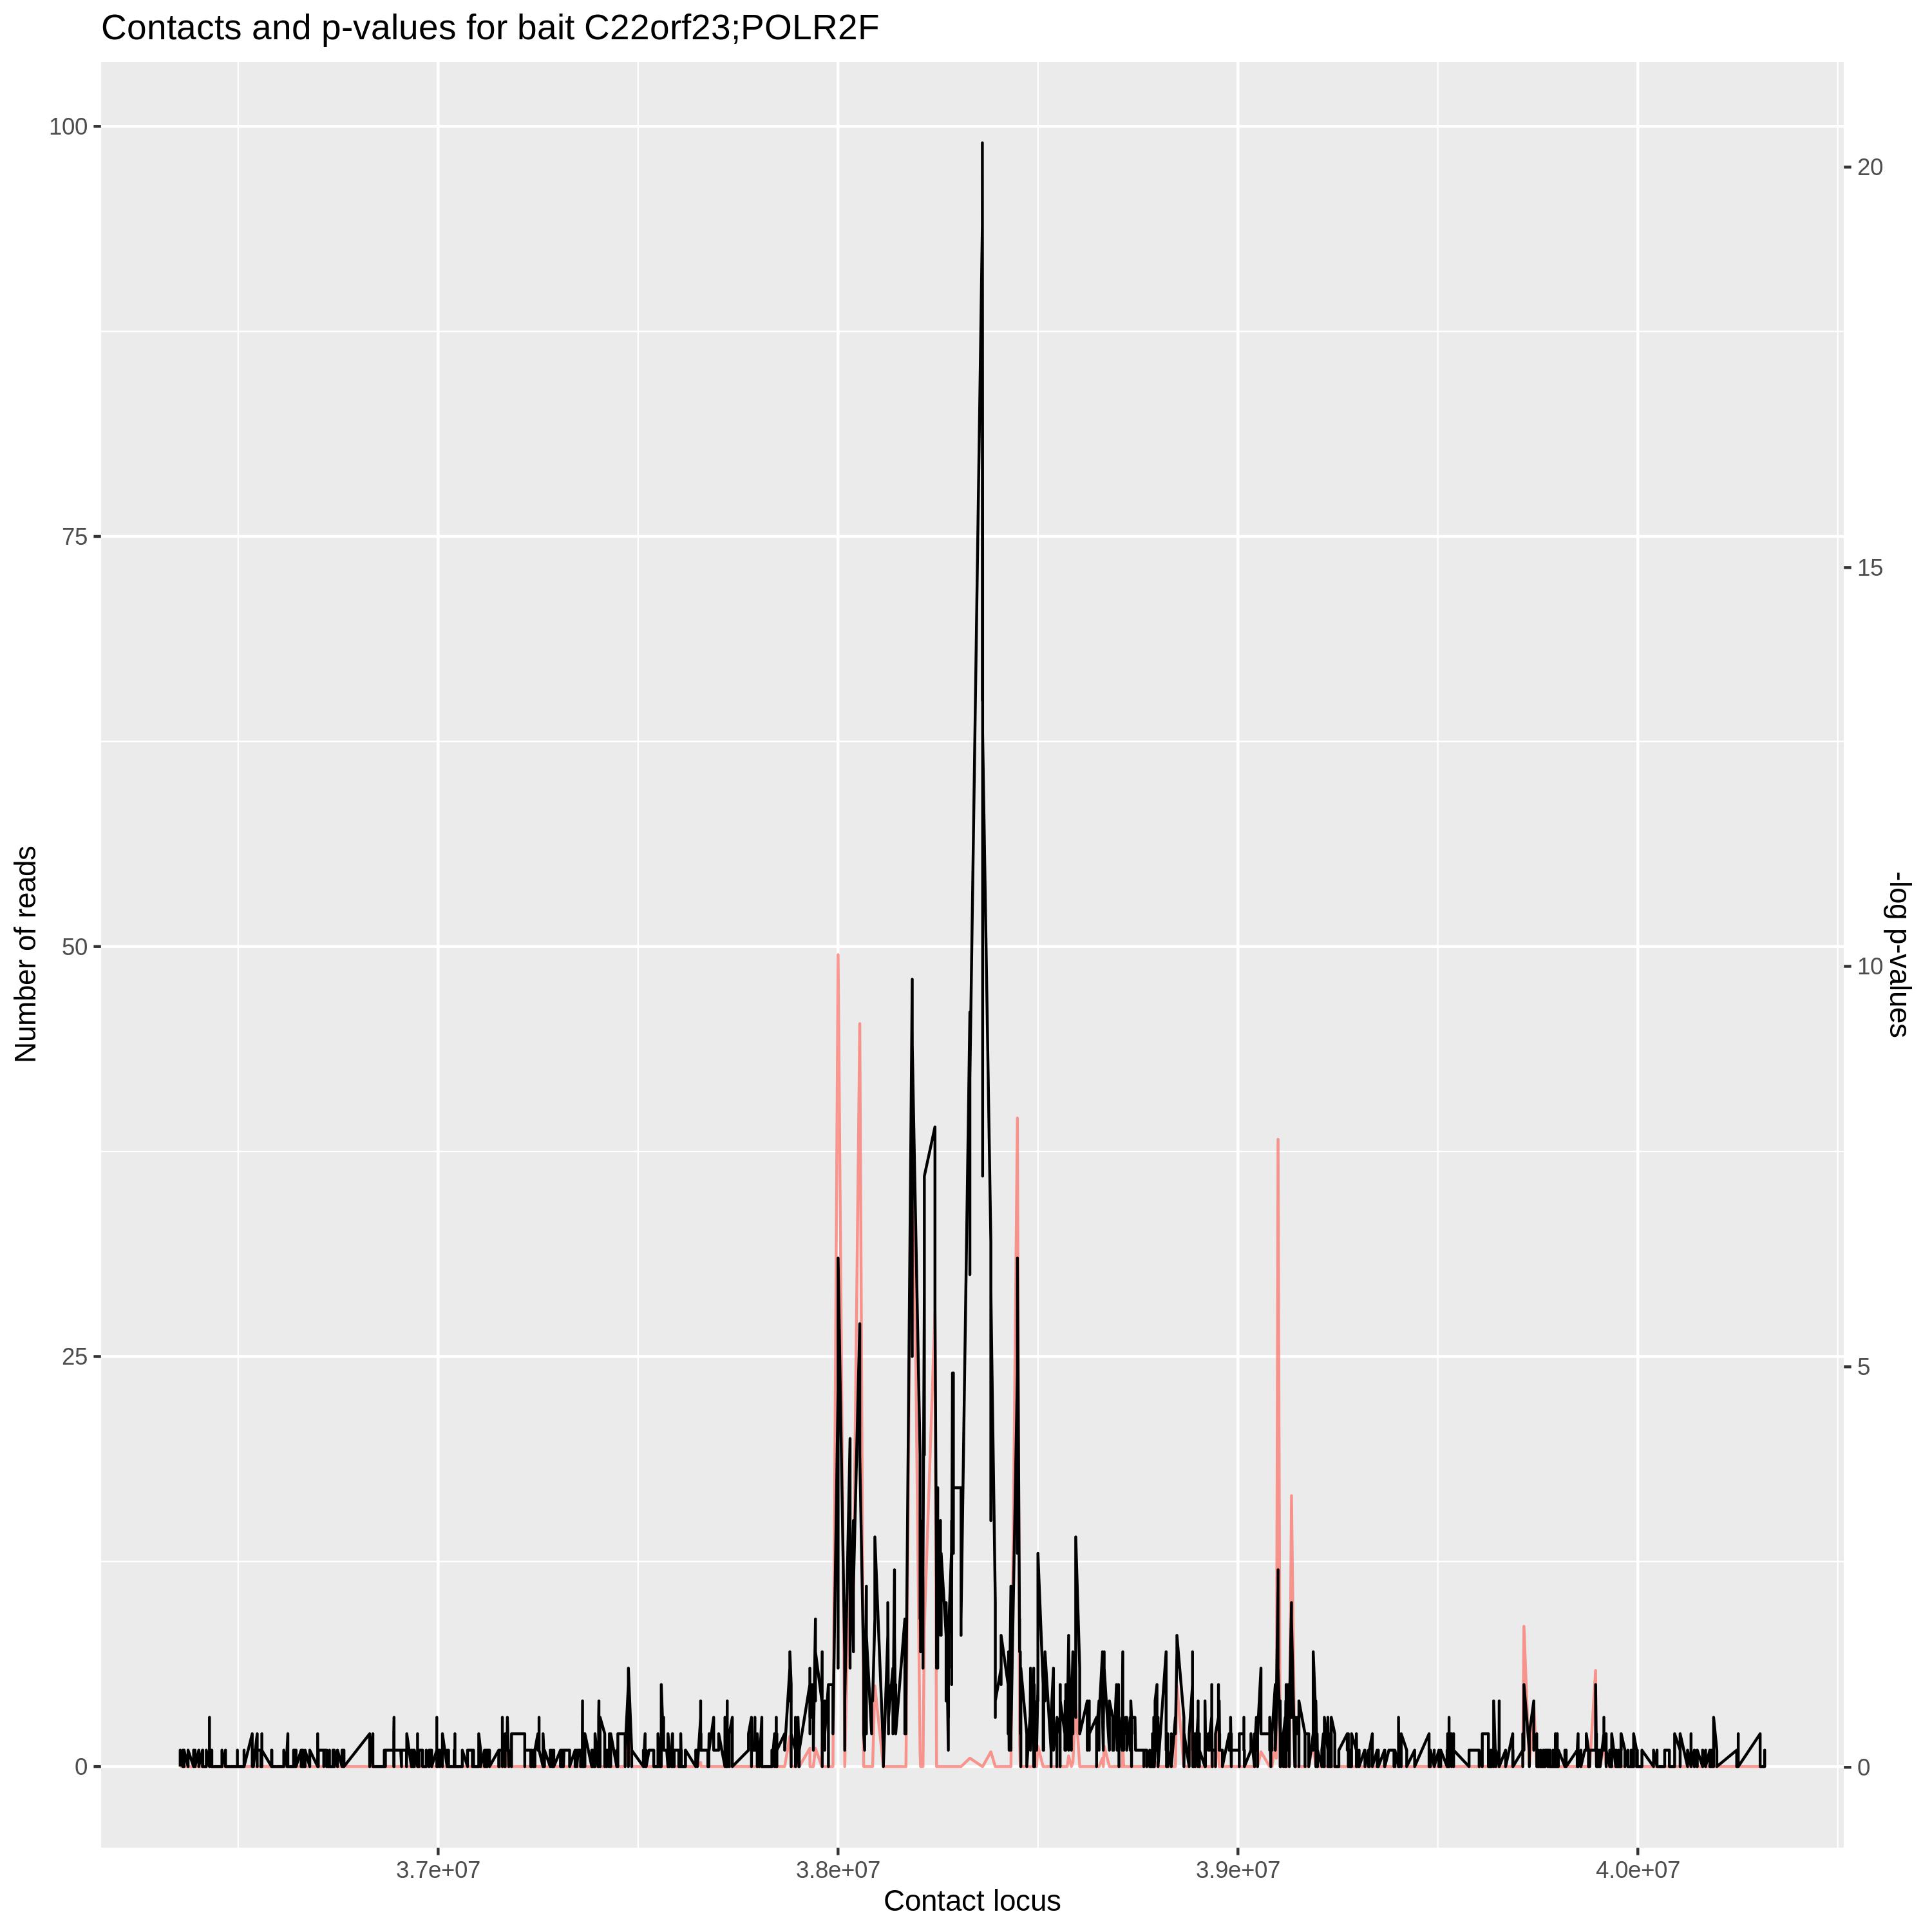 Contacts and p-values for bait C22orf23;POLR2F
100
75
50
25
0
Number of reads
20
15
10
5
0
-log p-values
3.7e+07
3.8e+07
3.9e+07
4.0e+07
Contact locus